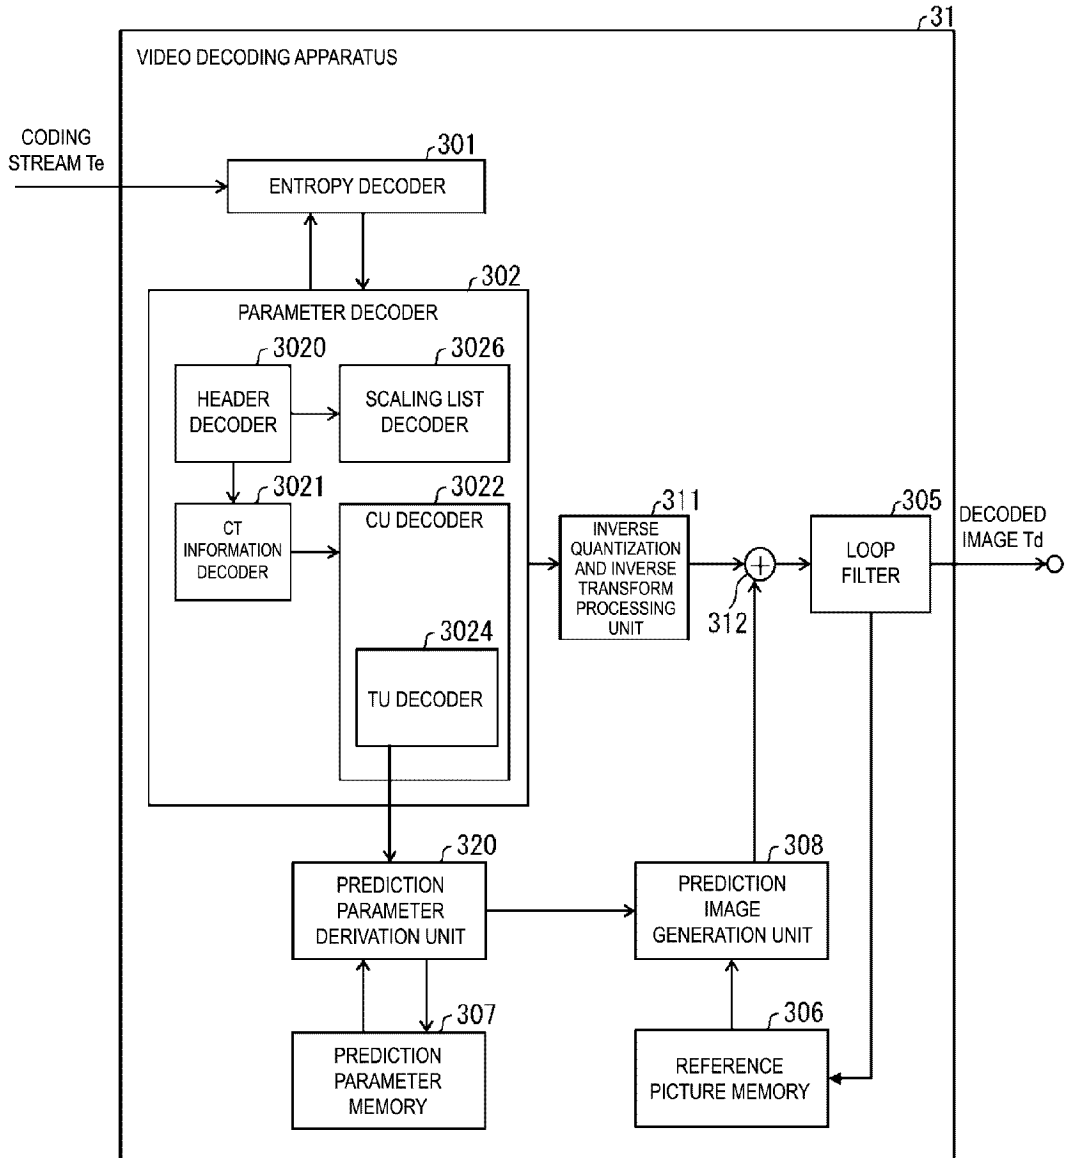 31
VIDEO DECODING APPARATUS
CODING
STREAM Te
301
ENTROPY DECODER
302
PARAMETER DECODER
3020
HEADER
DECODER
3026
SCALING LIST
DECODER
3021
CT
INFORMATION
DECODER
3022
CU DECODER
3024
TU DECODER
311
INVERSE
QUANTIZATION
AND INVERSE
TRANSFORM
PROCESSING
UNIT
312
305
LOOP
FILTER
DECODED
IMAGE Td
320
PREDICTION
PARAMETER
DERIVATION UNIT
308
PREDICTION
IMAGE
GENERATION UNIT
307
PREDICTION
PARAMETER
MEMORY
306
REFERENCE
PICTURE MEMORY